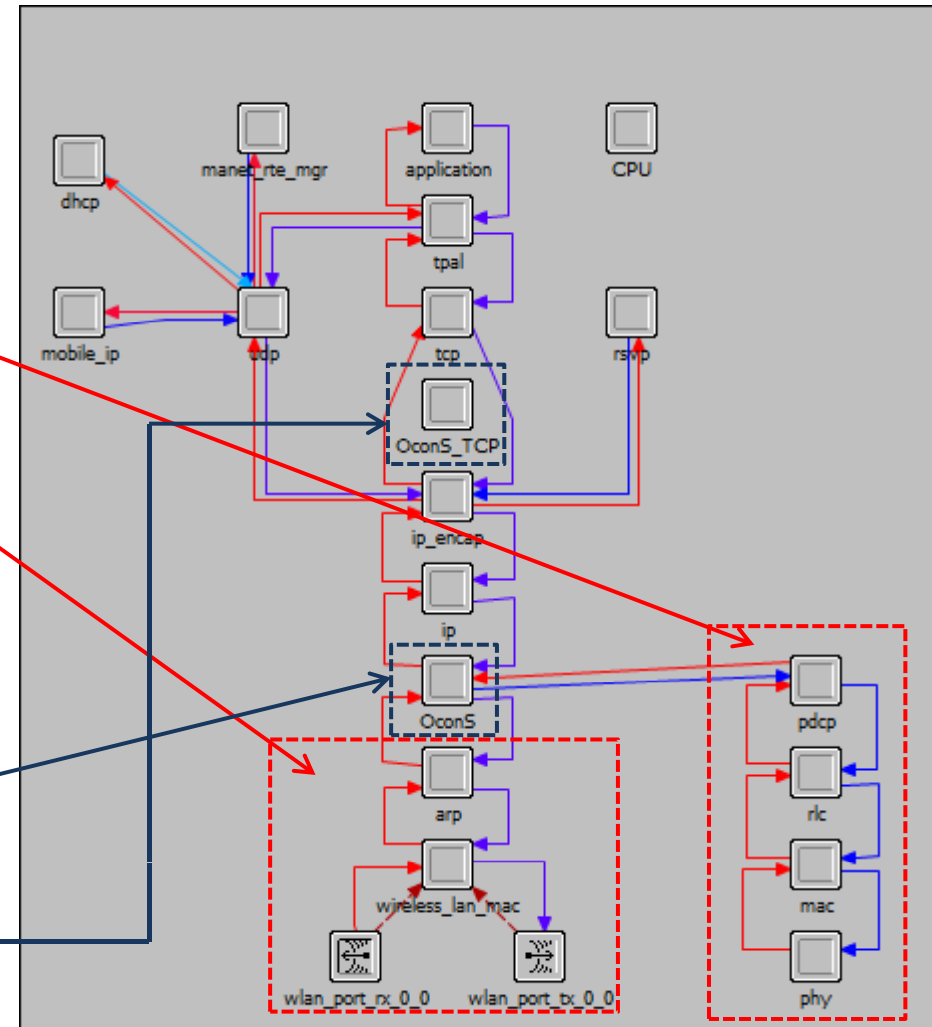 manet_rte_mgr
application
CPU
dhcp
tpal
mobile_ip
udp
tcp
rsvp
OconS_TCP
ip_encap
ip
OconS
pdcp
arp
rlc
wireless_lan_mac
mac
wlan_port_rx_0_0
wlan_port_tx_0_0
phy